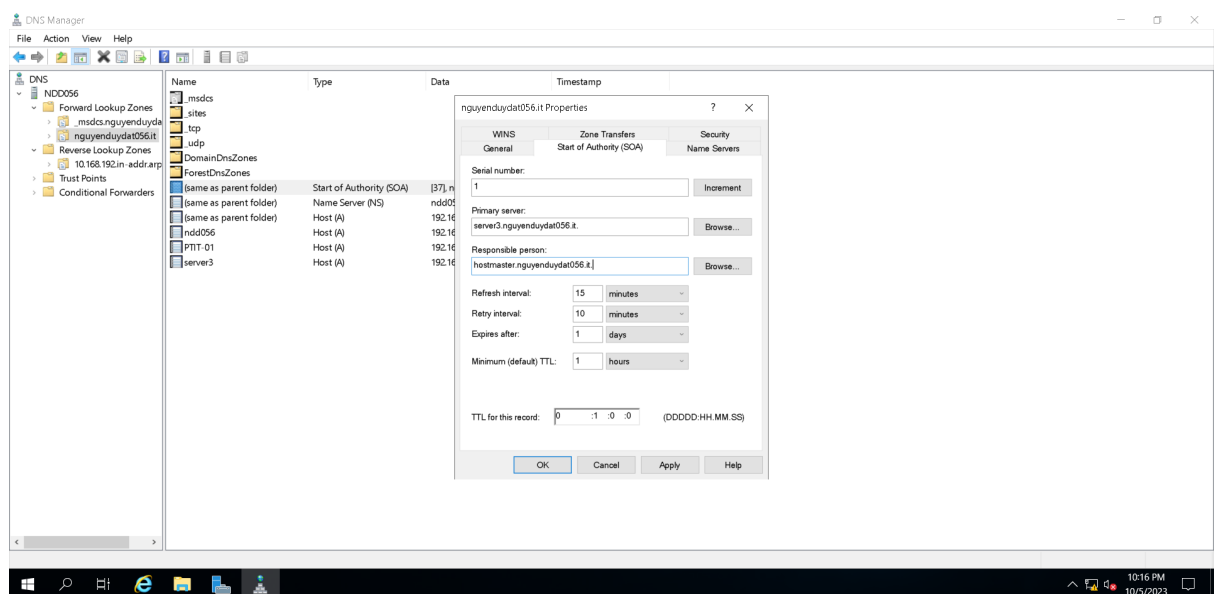 DNS Manager
File Action View Help
DNS
NDD056
Forward Lookup Zones
_msdcs.nguyenduyda
nguyenduydat056.it
Reverse Lookup Zones
10.168.192.in-addr.arp
Trust Points
Conditional Forwarders
Name Type Data Timestamp
_msdcs
_sites
_tcp
_udp
DomainDnsZones
ForestDnsZones
(same as parent folder) Start of Authority (SOA) [37], n
(same as parent folder) Name Server (NS) ndd05
(same as parent folder) Host (A) 192.16
ndd056 Host (A) 192.16
PTIT-01 Host (A) 192.16
server3 Host (A) 192.16
nguyenduydat056.it Properties ? ×
WINS Zone Transfers Security
General Start of Authority (SOA) Name Servers
Serial number:
1 Increment
Primary server:
server3.nguyenduydat056.it. Browse...
Responsible person:
hostmaster.nguyenduydat056.it. Browse...
Refresh interval: 15 minutes
Retry interval: 10 minutes
Expires after: 1 days
Minimum (default) TTL: 1 hours
TTL for this record: 0 :1 :0 :0 (DDDDD:HH.MM.SS)
OK Cancel Apply Help
10:16 PM
10/5/2023